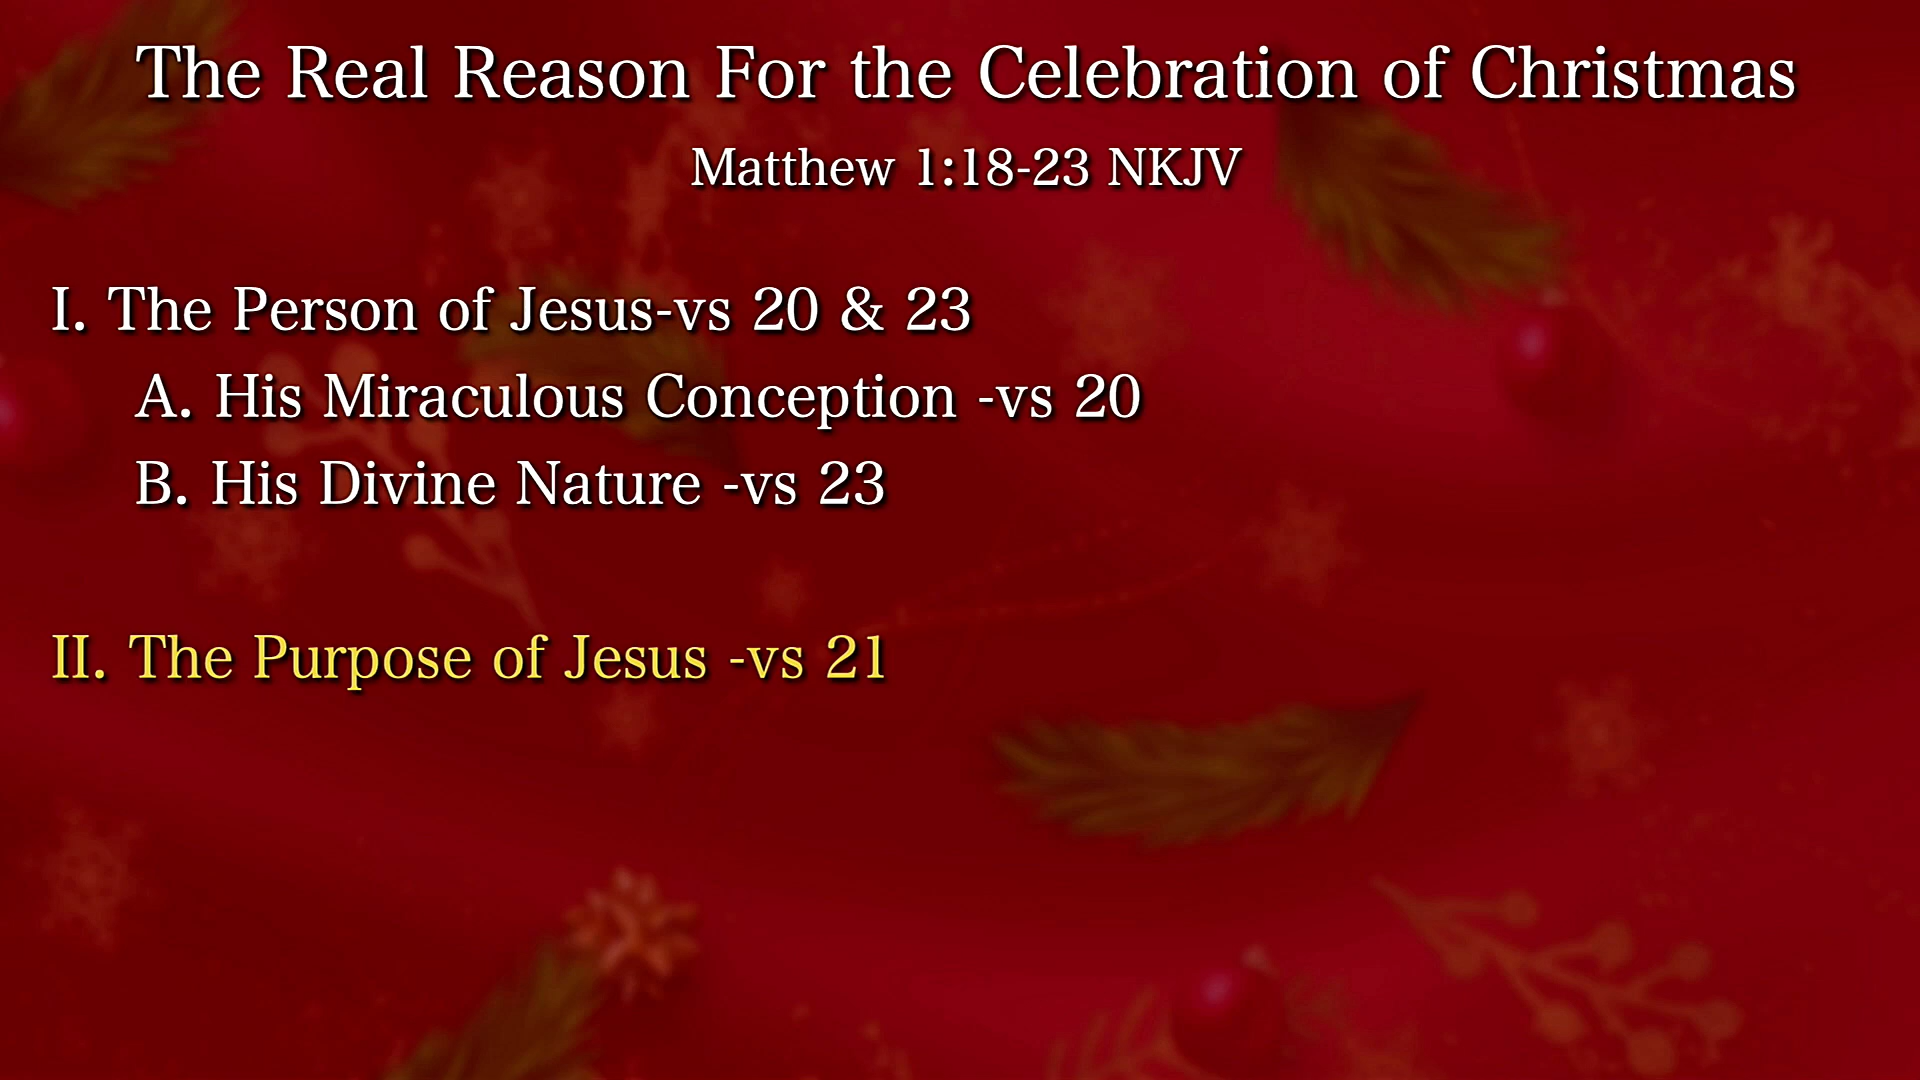 The Real Reason For the Celebration of Christmas
Matthew 1:18-23 NKJV
I. The Person of Jesus-vs 20 & 23
A. His Miraculous Conception -vs 20
B. His Divine Nature -vs 23
II. The Purpose of Jesus -vs 21